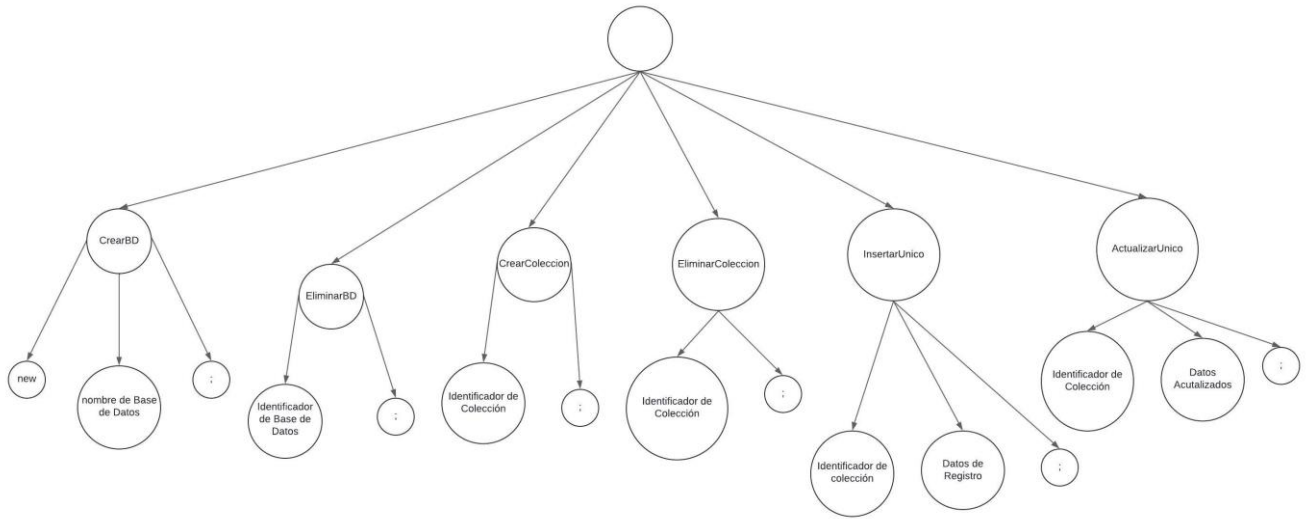 CrearBD
EliminarBD
CrearColeccion
EliminarColeccion
InsertarUnico
ActualizarUnico
new
nombre de Base
de Datos
;
Identificador
de Base de
Datos
;
Identificador de
Colección
;
Identificador de
Colección
;
Identificador de
colección
Datos de
Registro
;
Identificador de
Colección
Datos
Acutalizados
;